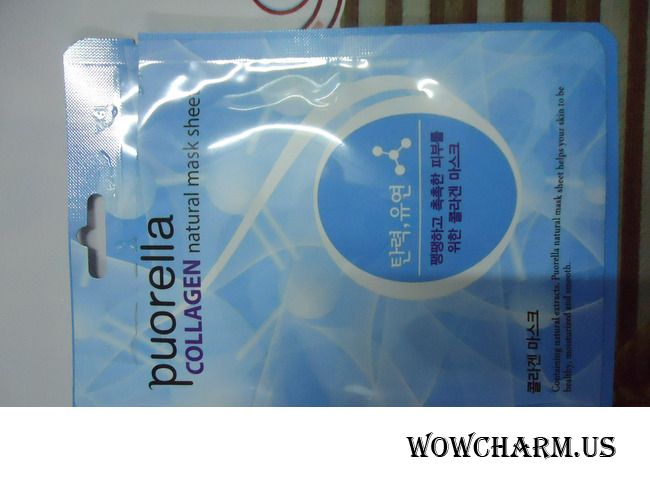 puorella
COLLAGEN natural mask sheet
탄력, 유연
팽팽하고 촉촉한 피부를
위한 콜라겐 마스크
콜라겐 마스크
Containing natural extracts. Puorella natural mask sheet helps your skin to be
healthy, moisturized and smooth.
WOWCHARM.US